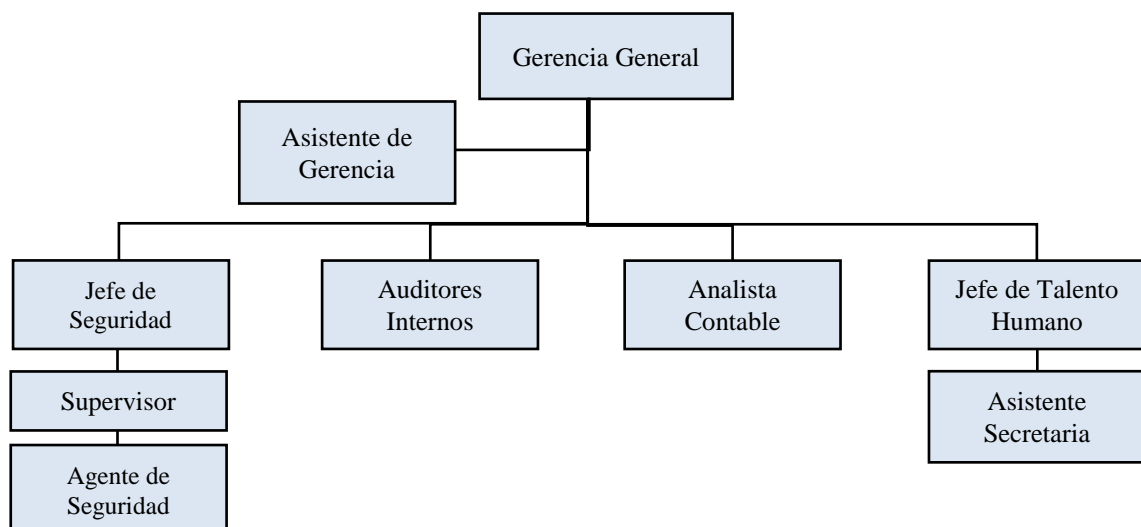 Gerencia General
Asistente de
Gerencia
Jefe de
Seguridad
Auditores
Internos
Analista
Contable
Jefe de Talento
Humano
Supervisor
Asistente
Secretaria
Agente de
Seguridad